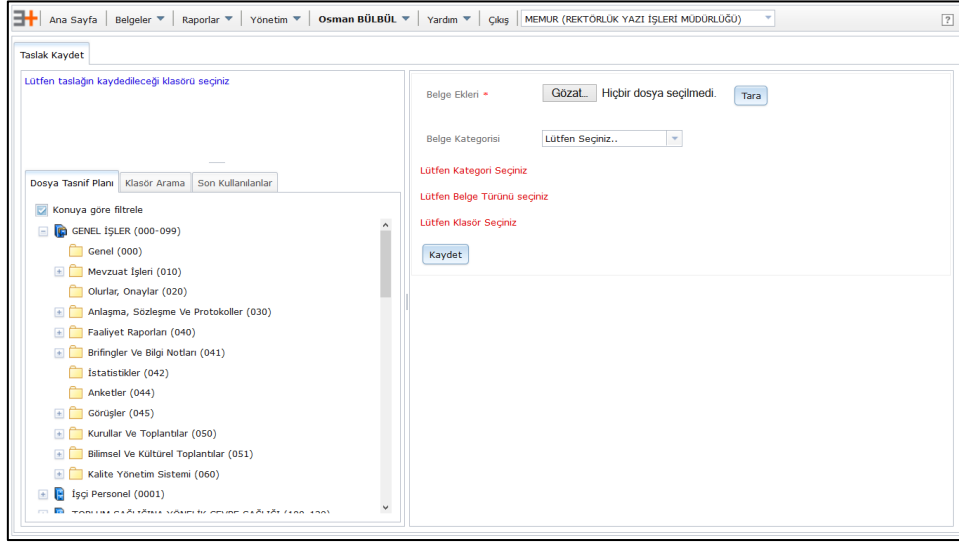 Ana Sayfa Belgeler Raporlar Yönetim Osman BÜLBÜL Yardım Çıkış MEMUR (REKTÖRLÜK YAZI İŞLERİ MÜDÜRLÜĞÜ) ?
Taslak Kaydet
Lütfen taslağın kaydedileceği klasörü seçiniz
Dosya Tasnif Planı Klasör Arama Son Kullanılanlar
Konuya göre filtrele
GENEL İŞLER (000-099)
Genel (000)
Mevzuat İşleri (010)
Olurlar, Onaylar (020)
Anlaşma, Sözleşme Ve Protokoller (030)
Faaliyet Raporları (040)
Brifingler Ve Bilgi Notları (041)
İstatistikler (042)
Anketler (044)
Görüşler (045)
Kurullar Ve Toplantılar (050)
Bilimsel Ve Kültürel Toplantılar (051)
Kalite Yönetim Sistemi (060)
İşçi Personel (0001)
TOPLUM SAĞLIĞINA YÖNELİK ÇEVRE SAĞLIĞI
Belge Ekleri * Gözat... Hiçbir dosya seçilmedi. Tara
Belge Kategorisi Lütfen Seçiniz..
Lütfen Kategori Seçiniz
Lütfen Belge Türünü seçiniz
Lütfen Klasör Seçiniz
Kaydet